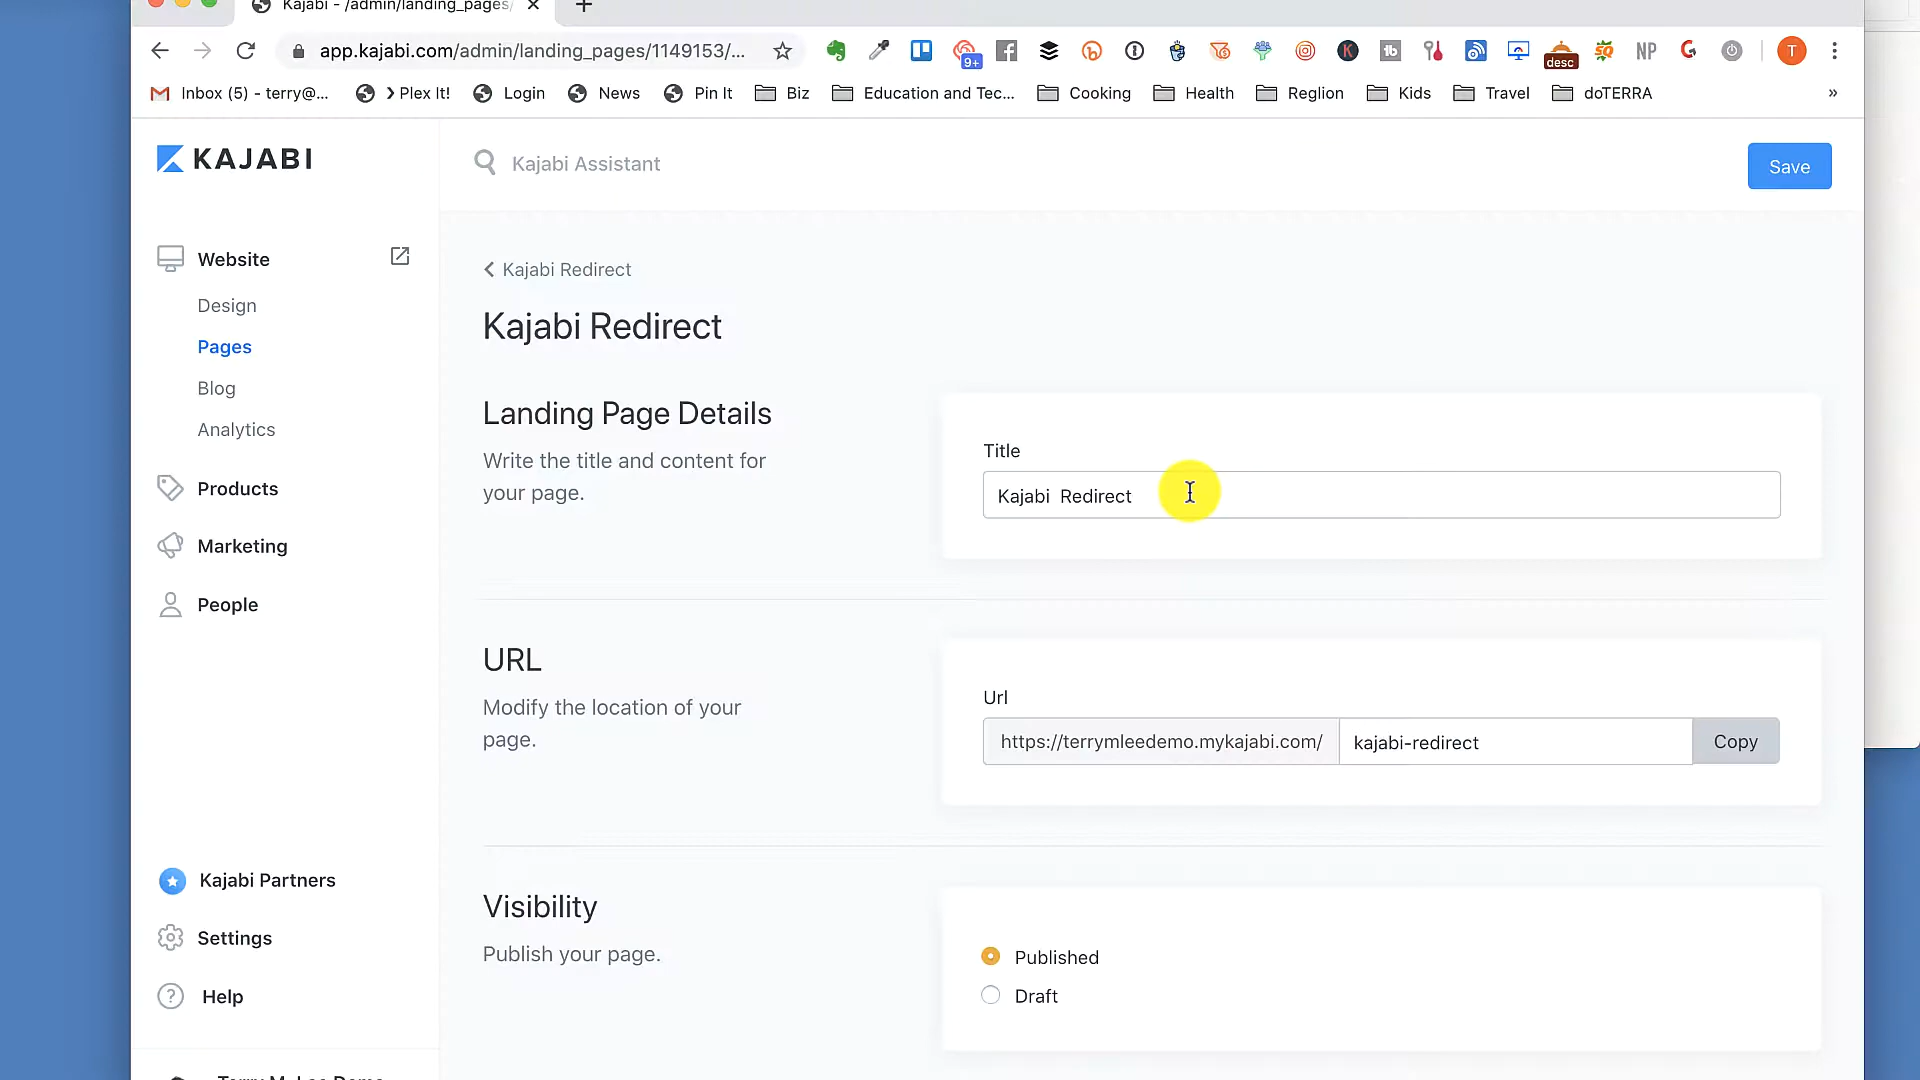 Kajabi - /admin/landing_pages/
app.kajabi.com/admin/landing_pages/1149153/...
9+
desc
NP
T
Inbox (5) - terry@... Plex It! Login News Pin It Biz Education and Tec... Cooking Health Reglion Kids Travel doTERRA »
KAJABI
Kajabi Assistant
Save
Website
Design
Pages
Blog
Analytics
Products
Marketing
People
Kajabi Partners
Settings
Help
Kajabi Redirect
Kajabi Redirect
Landing Page Details
Write the title and content for
your page.
Title
Kajabi  Redirect
URL
Modify the location of your
page.
Url
https://terrymleedemo.mykajabi.com/ kajabi-redirect Copy
Visibility
Publish your page.
Published
Draft